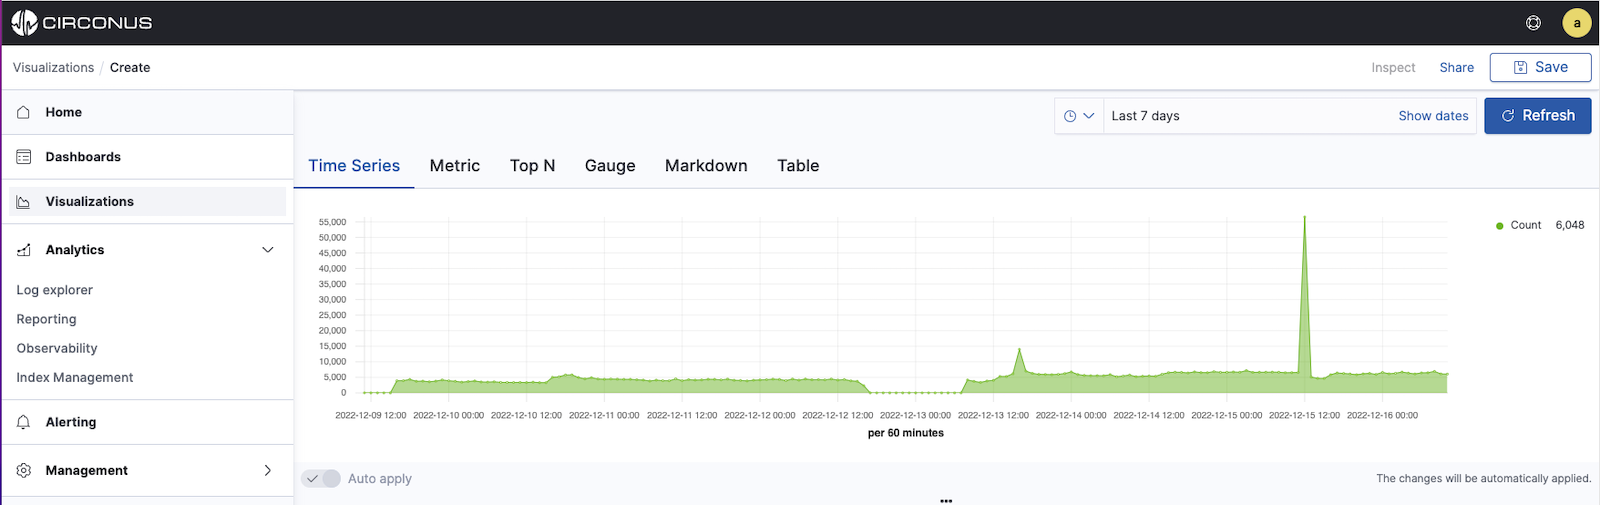 CIRCONUS
a
Visualizations / Create
Inspect Share Save
Home
Dashboards
Visualizations
Analytics
Log explorer
Reporting
Observability
Index Management
Alerting
Management
Last 7 days Show dates Refresh
Time Series Metric Top N Gauge Markdown Table
55,000
50,000
45,000
40,000
35,000
30,000
25,000
20,000
15,000
10,000
5,000
0
2022-12-09 12:00 2022-12-10 00:00 2022-12-10 12:00 2022-12-11 00:00 2022-12-11 12:00 2022-12-12 00:00 2022-12-12 12:00 2022-12-13 00:00 2022-12-13 12:00 2022-12-14 00:00 2022-12-14 12:00 2022-12-15 00:00 2022-12-15 12:00 2022-12-16 00:00
per 60 minutes
Count 6,048
Auto apply
The changes will be automatically applied.